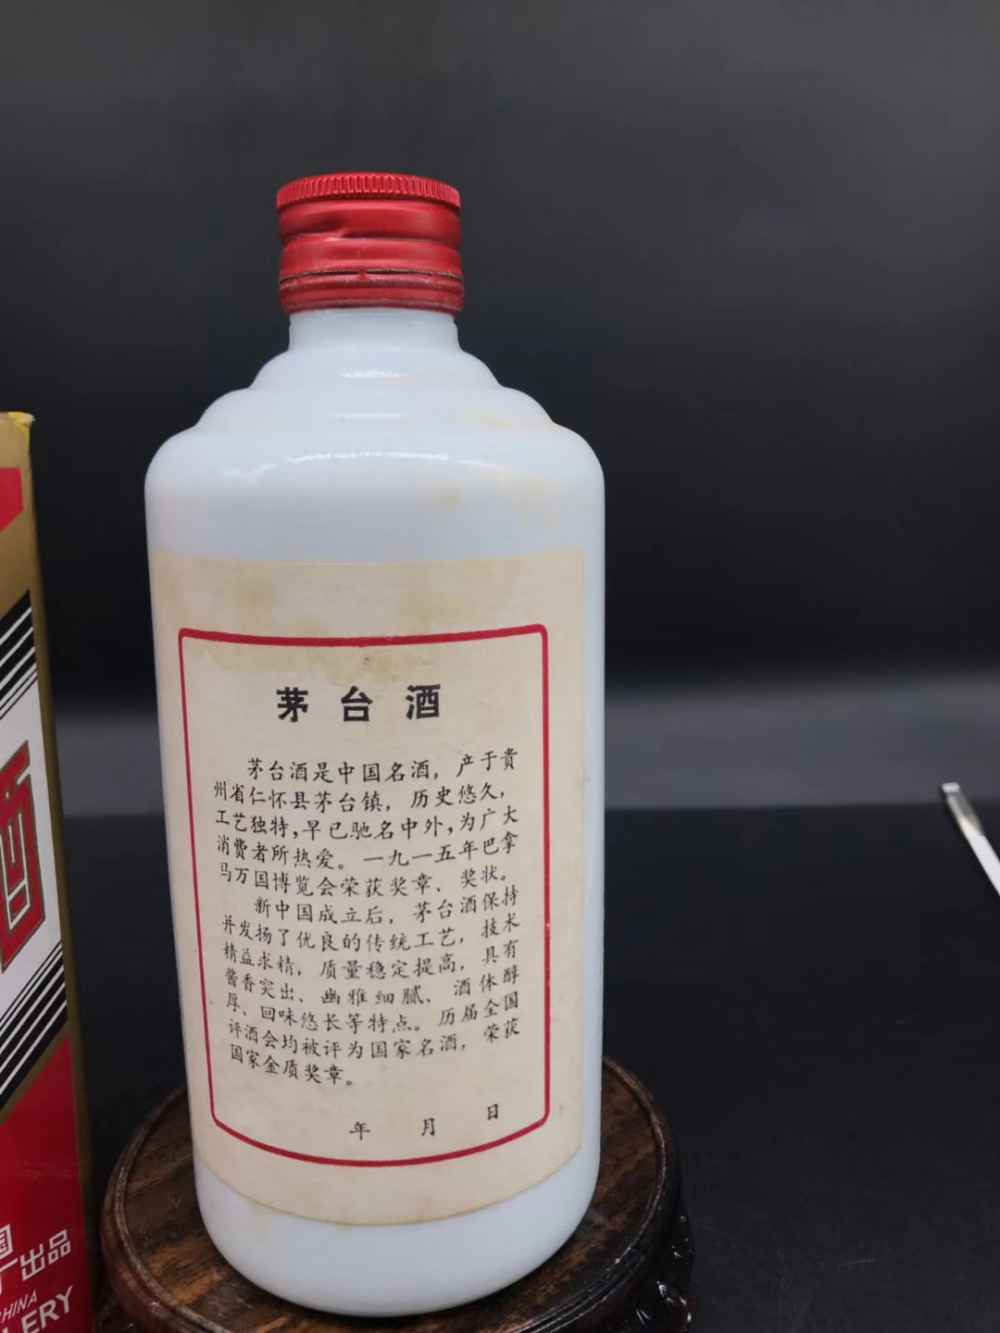 茅台酒
茅台酒是中国名酒，产于贵
州省仁怀县茅台镇，历史悠久，
工艺独特，早已驰名中外，为广大
消费者所热爱。一九一五年巴拿
马万国博览会荣获奖章、奖状。
新中国成立后，茅台酒保持
并发扬了优良的传统工艺，技术
精益求精，质量稳定提高，具有
酱香突出、幽雅细腻、酒体醇
厚、回味悠长等特点。历届全国
评酒会均被评为国家名酒，荣获
国家金质奖章。
年 月 日
酒
国
出品
CHINA
LERY